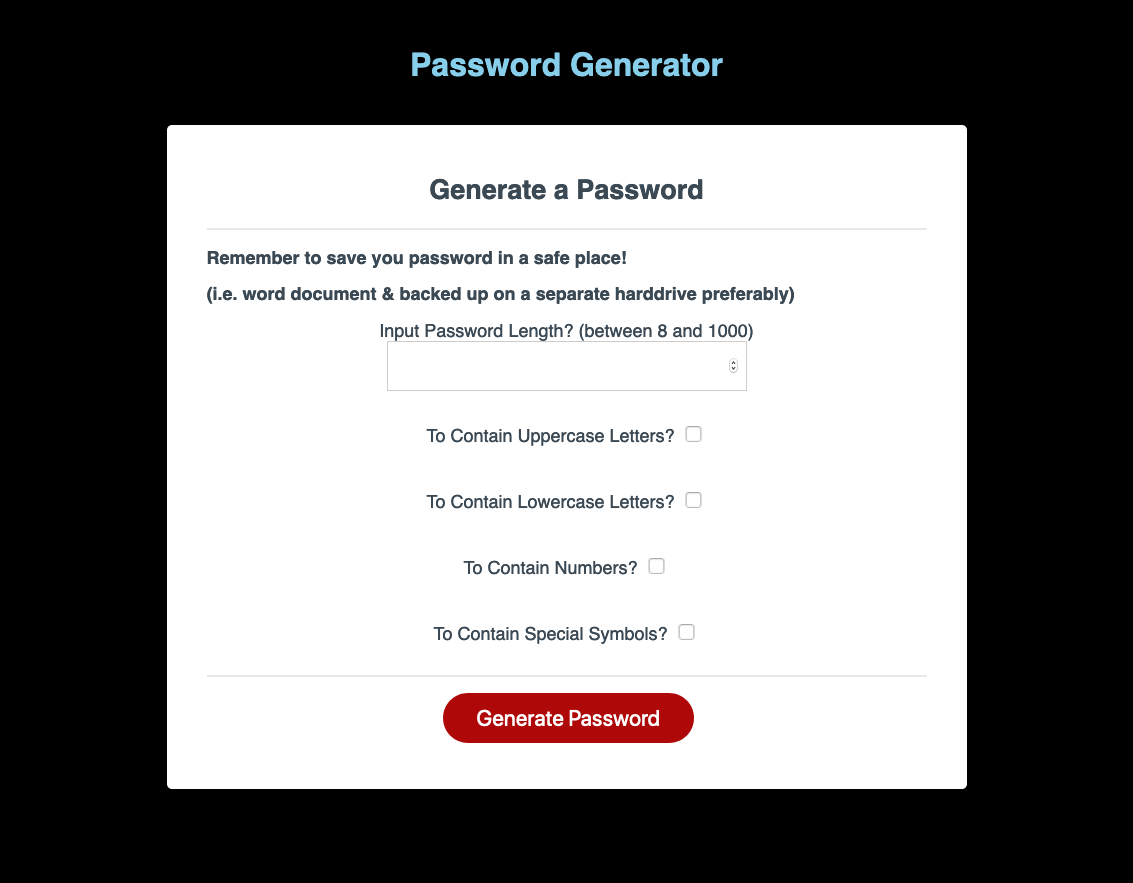 Password Generator
Generate a Password
Remember to save you password in a safe place!
(i.e. word document & backed up on a separate harddrive preferably)
Input Password Length? (between 8 and 1000)
To Contain Uppercase Letters?
To Contain Lowercase Letters?
To Contain Numbers?
To Contain Special Symbols?
Generate Password